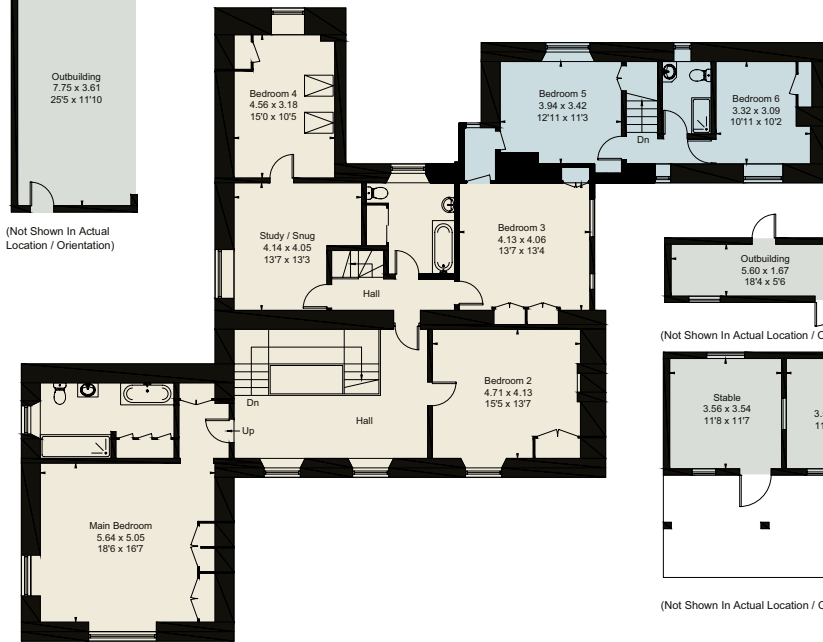 Outbuilding
7.75 x 3.61
25'5 x 11'10
(Not Shown In Actual
Location / Orientation)
Bedroom 4
4.56 x 3.18
15'0 x 10'5
Bedroom 5
3.94 x 3.42
12'11 x 11'3
Dn
Bedroom 6
3.32 x 3.09
10'11 x 10'2
Study / Snug
4.14 x 4.05
13'7 x 13'3
Hall
Bedroom 3
4.13 x 4.06
13'7 x 13'4
Outbuilding
5.60 x 1.67
18'4 x 5'6
(Not Shown In Actual Location / O
Dn
Hall
Up
Bedroom 2
4.71 x 4.13
15'5 x 13'7
Stable
3.56 x 3.54
11'8 x 11'7
3.
11
Main Bedroom
5.64 x 5.05
18'6 x 16'7
(Not Shown In Actual Location / O